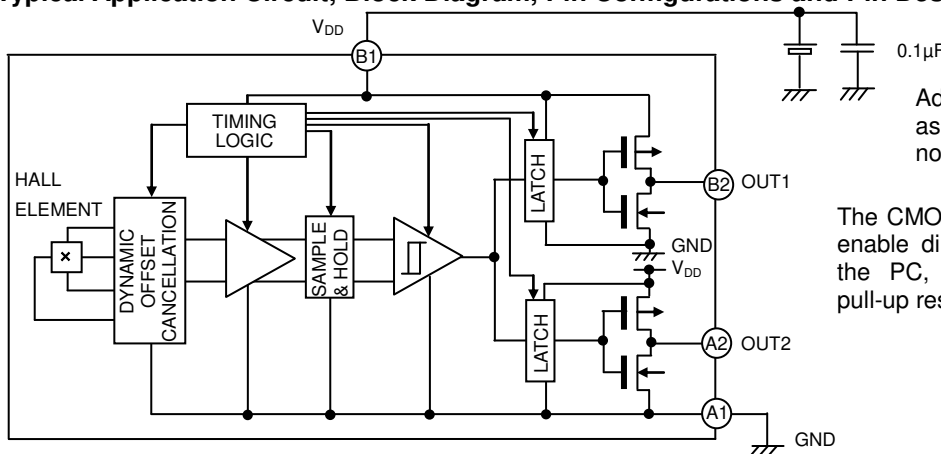 Typical Application Circuit, Block Diagram, Pin Configurations and Pin Des
VDD
B1
0.1µF
TIMING
LOGIC
HALL
ELEMENT
×
DYNAMIC
OFFSET
CANCELLATION
SAMPLE
& HOLD
LATCH
B2 OUT1
GND
VDD
LATCH
A2 OUT2
A1
GND
Ad
as
no
The CMO
enable di
the PC,
pull-up res